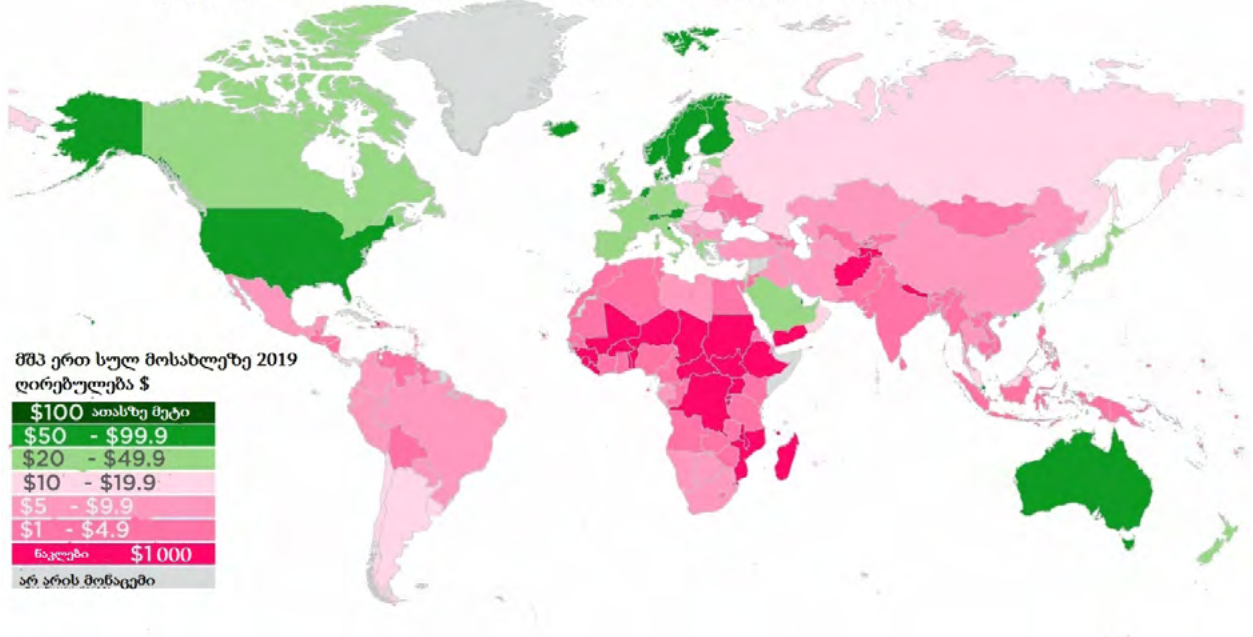 მშპ ერთ სულ მოსახლეზე 2019
ღირებულება $
$100 ათასზე მეტი
$50 - $99.9
$20 - $49.9
$10 - $19.9
$5 - $9.9
$1 - $4.9
ნაკლები $1000
არ არის მონაცემი